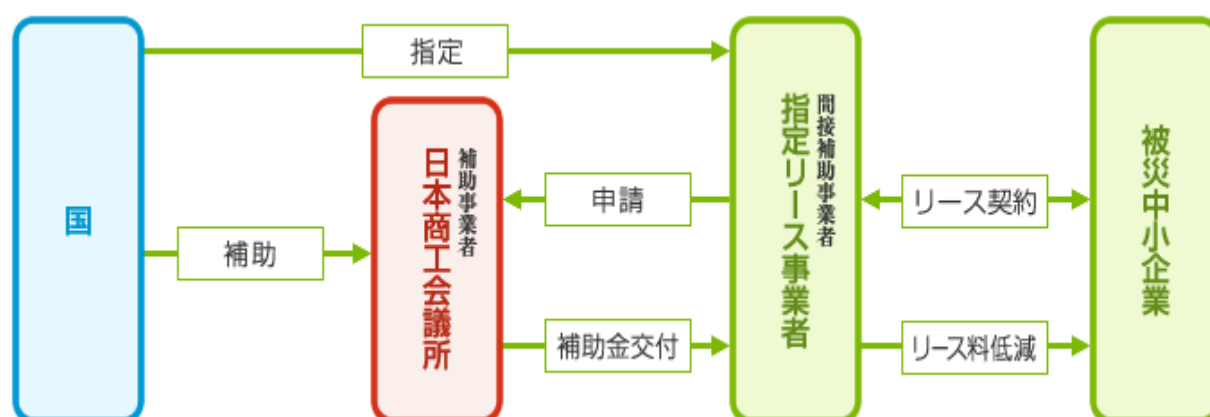 国
指定
補助
補助事業者
日本商工会議所
申請
補助金交付
間接補助事業者
指定リース事業者
リース契約
リース料低減
被災中小企業